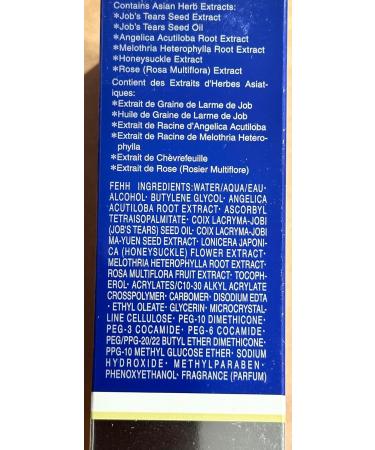 Contains Asian Herb Extracts:
*Job's Tears Seed Extract
*Job's Tears Seed Oil
*Angelica Acutiloba Root Extract
*Melothria Heterophylla Root Extract
*Honeysuckle Extract
*Rose (Rosa Multiflora) Extract
Contient des Extraits d'Herbes Asiat-
iques:
*Extrait de Graine de Larme de Job
*Huile de Graine de Larme de Job
*Extrait de Racine d'Angelica Acutiloba
*Extrait de Racine de Melothria Hetero-
phylla
*Extrait de Chèvrefeuille
*Extrait de Rose (Rosier Multiflore)
FEHH INGREDIENTS:WATER/AQUA/EAU·
ALCOHOL· BUTYLENE GLYCOL· ANGELICA
ACUTILOBA ROOT EXTRACT· ASCORBYL
TETRAISOPALMITATE· COIX LACRYMA-JOBI
(JOB'S TEARS) SEED OIL· COIX LACRYMA-JOBI
MA-YUEN SEED EXTRACT· LONICERA JAPONI-
CA (HONEYSUCKLE) FLOWER EXTRACT·
MELOTHRIA HETEROPHYLLA ROOT EXTRACT·
ROSA MULTIFLORA FRUIT EXTRACT· TOCOPH-
EROL· ACRYLATES/C10-30 ALKYL ACRYLATE
CROSSPOLYMER· CARBOMER· DISODIUM EDTA
· ETHYL OLEATE· GLYCERIN· MICROCRYSTAL-
LINE CELLULOSE· PEG-10 DIMETHICONE·
PEG-3 COCAMIDE· PEG-6 COCAMIDE·
PEG/PPG-20/22 BUTYL ETHER DIMETHICONE·
PPG-10 METHYL GLUCOSE ETHER· SODIUM
HYDROXIDE· METHYLPARABEN·
PHENOXYETHANOL· FRAGRANCE (PARFUM)